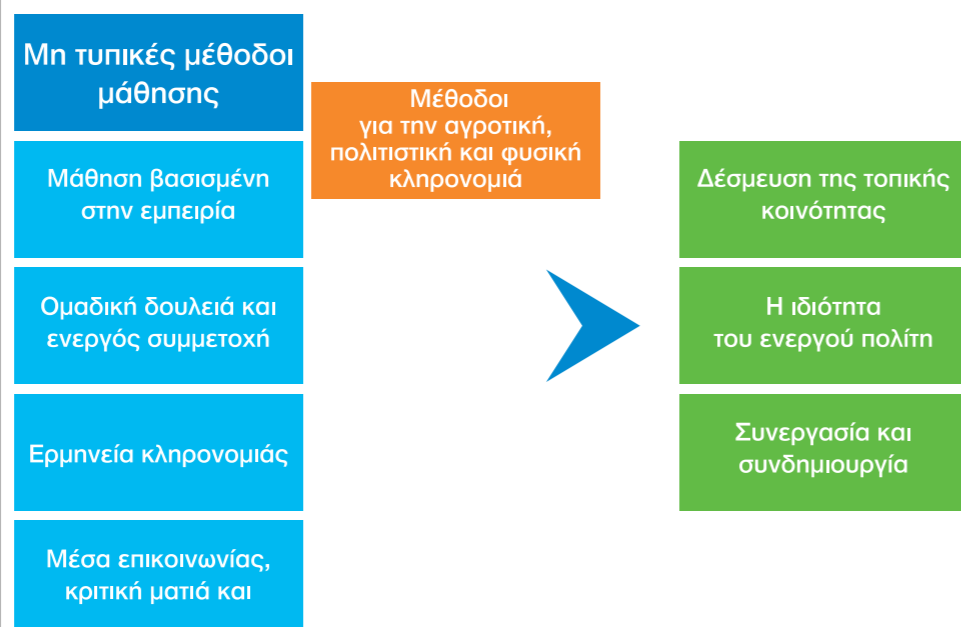 Μη τυπικές μέθοδοι
μάθησης
Μάθηση βασισμένη
στην εμπειρία
Ομαδική δουλειά και
ενεργός συμμετοχή
Ερμηνεία κληρονομιάς
Μέσα επικοινωνίας,
κριτική ματιά και
Μέθοδοι
για την αγροτική,
πολιτιστική και φυσική
κληρονομιά
Δέσμευση της τοπικής
κοινότητας
Η ιδιότητα
του ενεργού πολίτη
Συνεργασία και
συνδημιουργία